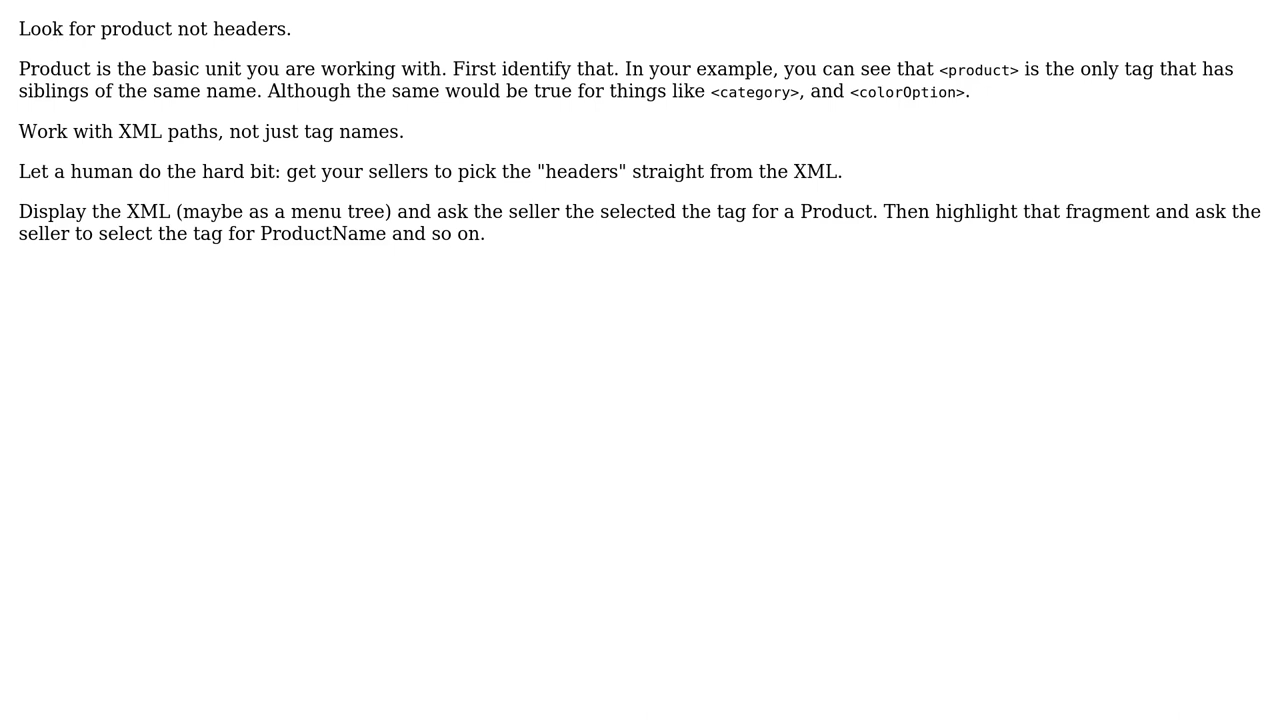 Look for product not headers.
Product is the basic unit you are working with. First identify that. In your example, you can see that <product> is the only tag that has
siblings of the same name. Although the same would be true for things like <category>, and <colorOption>.
Work with XML paths, not just tag names.
Let a human do the hard bit: get your sellers to pick the "headers" straight from the XML.
Display the XML (maybe as a menu tree) and ask the seller the selected the tag for a Product. Then highlight that fragment and ask the
seller to select the tag for ProductName and so on.